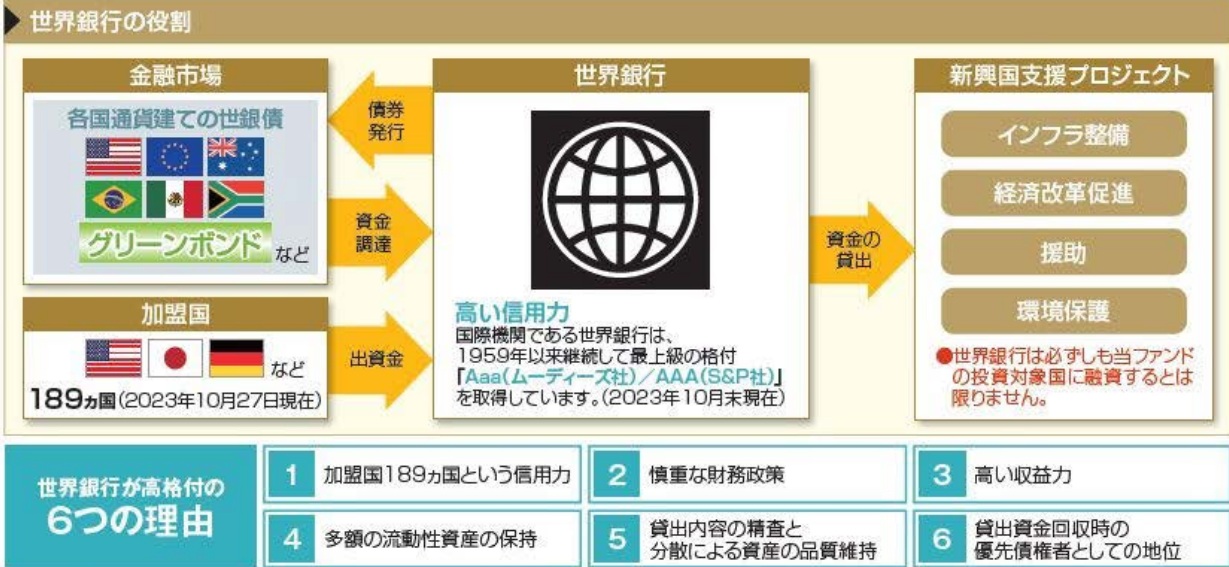 世界銀行の役割
金融市場
各国通貨建ての世銀債
グリーンボンド など
加盟国
など
189ヵ国(2023年10月27日現在)
債券
発行
資金
調達
出資金
世界銀行
高い信用力
国際機関である世界銀行は、
1959年以来継続して最上級の格付
「Aaa(ムーディーズ社)/AAA(S&P社)」
を取得しています。(2023年10月末現在)
資金の
貸出
新興国支援プロジェクト
インフラ整備
経済改革促進
援助
環境保護
●世界銀行は必ずしも当ファンド
の投資対象国に融資するとは
限りません。
世界銀行が高格付の
6つの理由
1 加盟国189ヵ国という信用力
2 慎重な財務政策
3 高い収益力
4 多額の流動性資産の保持
5 貸出内容の精査と
分散による資産の品質維持
6 貸出資金回収時の
優先債権者としての地位